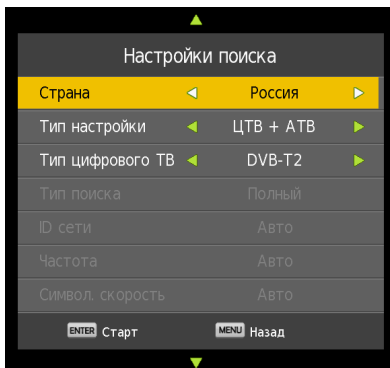 Настройки поиска
Страна Россия
Тип настройки ЦТВ + АТВ
Тип цифрового ТВ DVB-T2
Тип поиска Полный
ID сети Авто
Частота Авто
Символ. скорость Авто
ENTER Старт MENU Назад